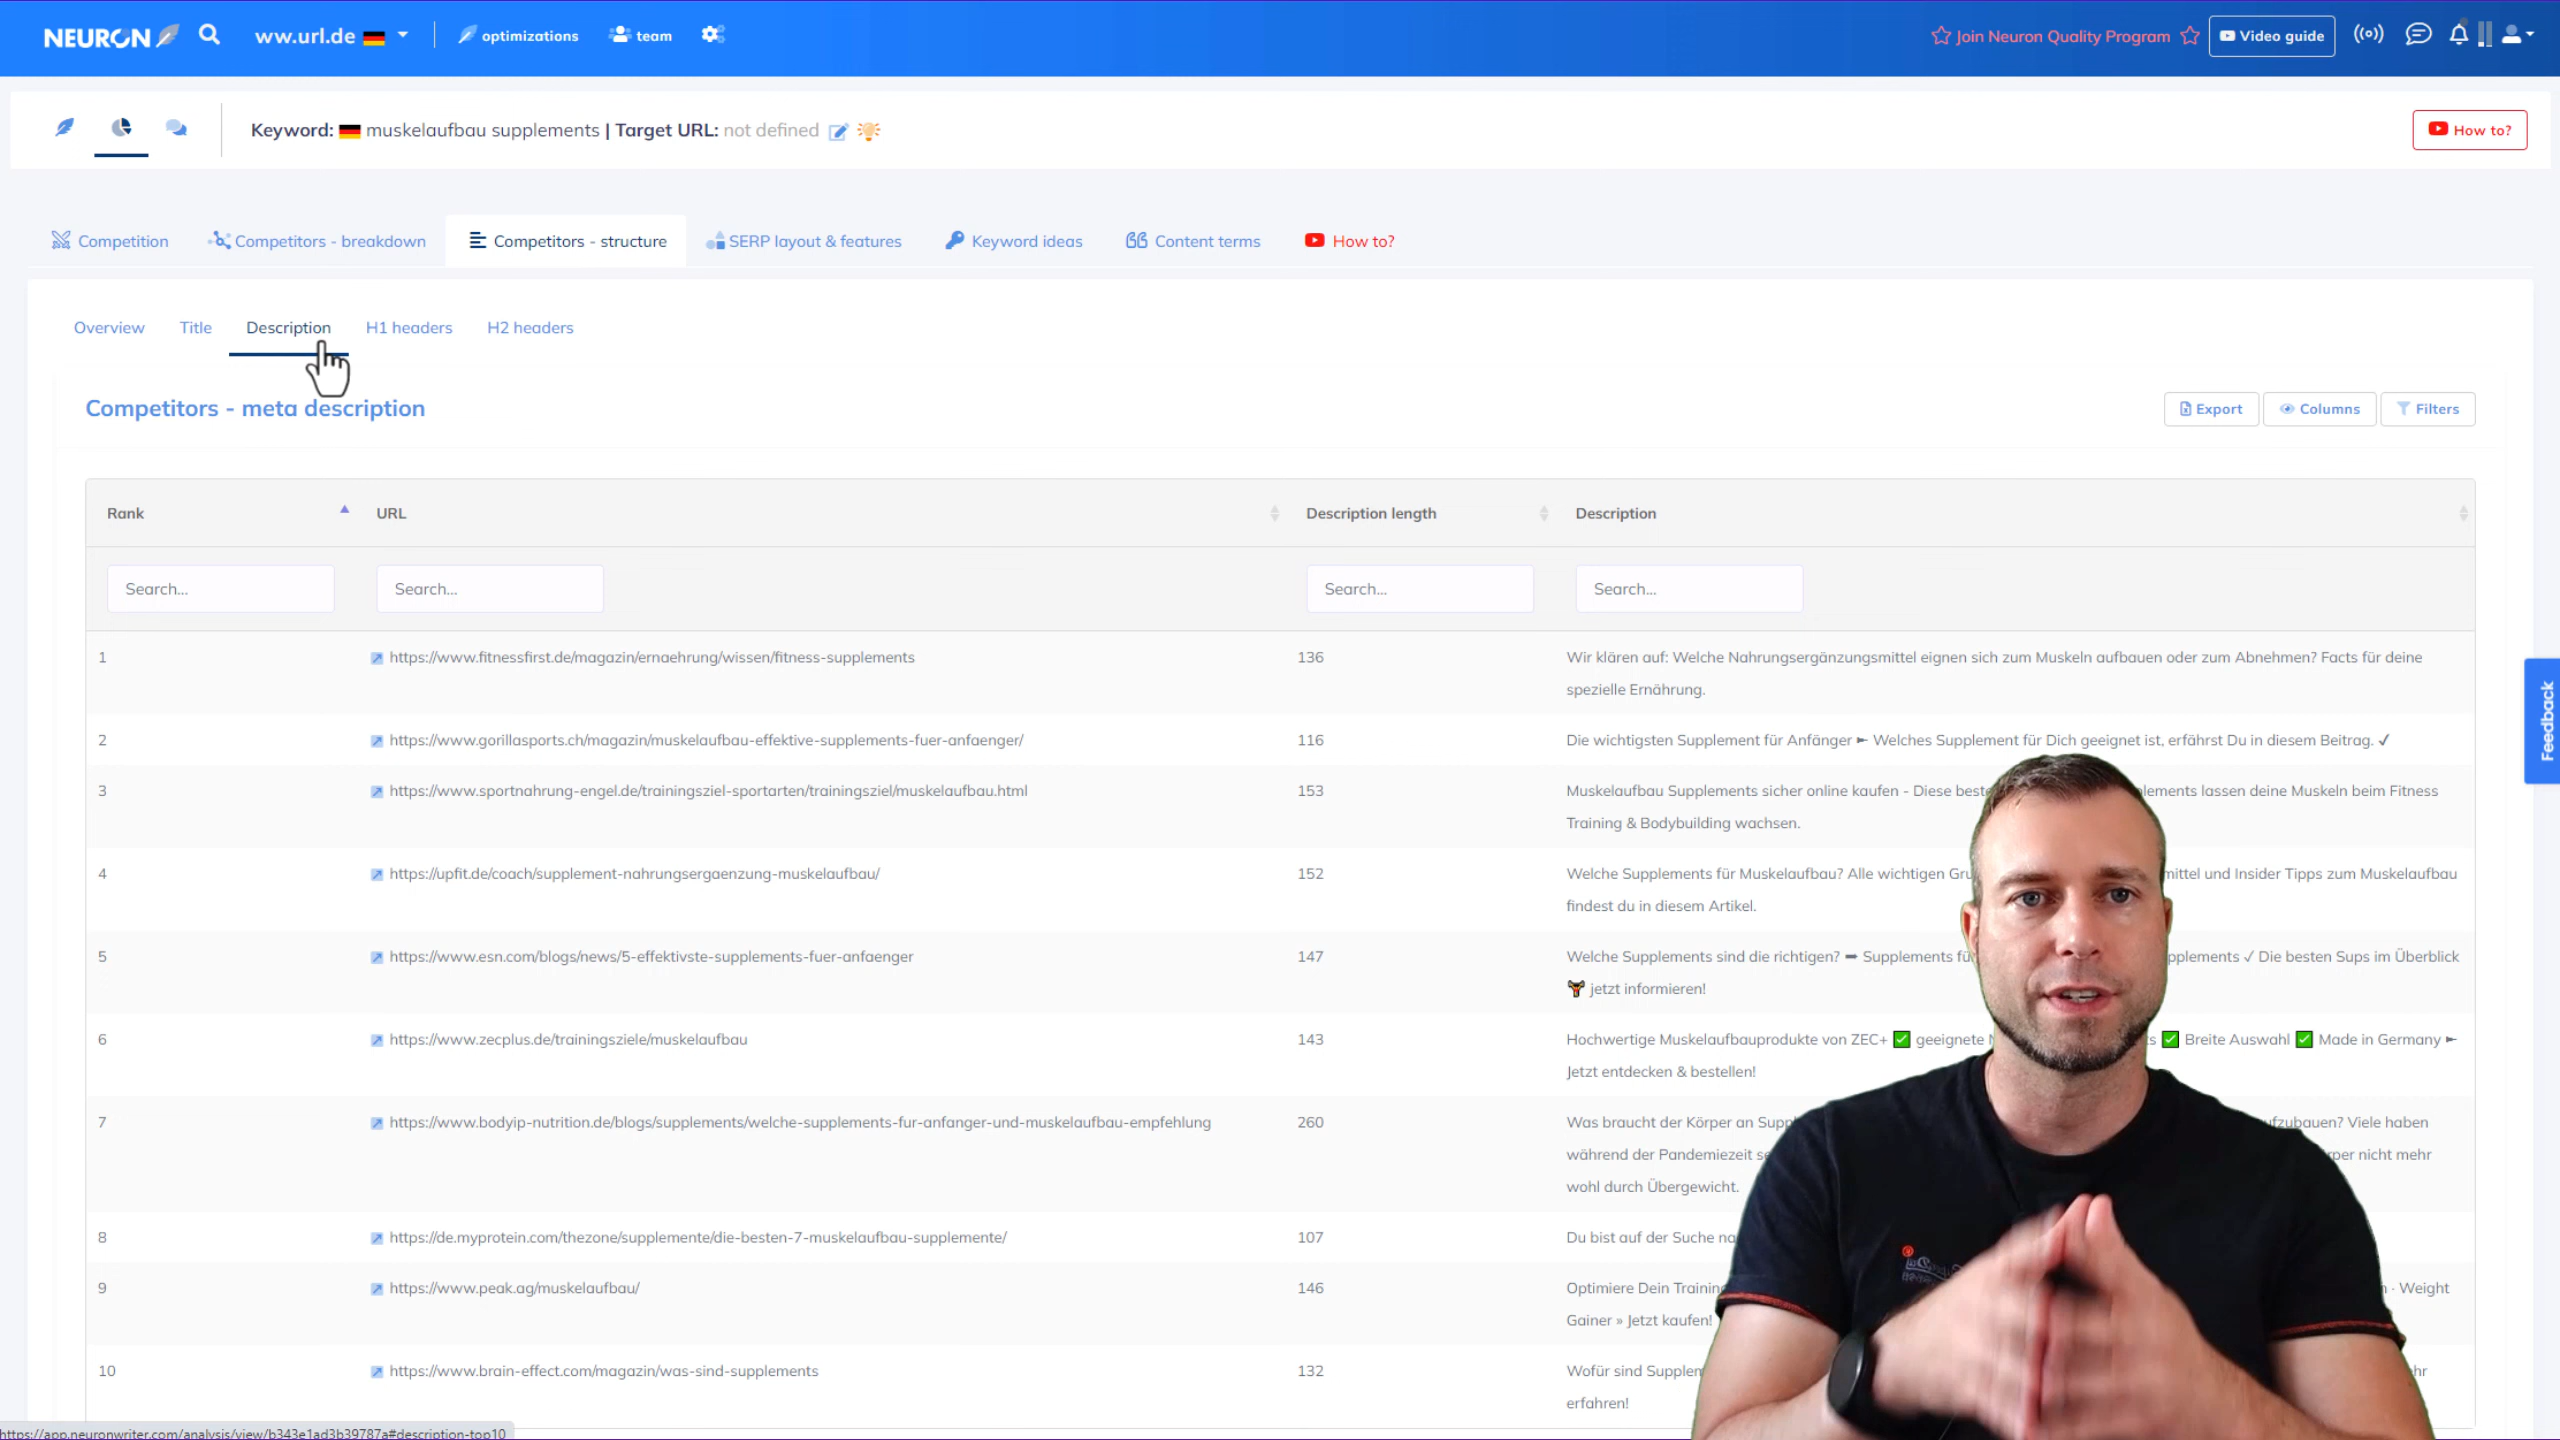 NEURON
ww.url.de
optimizations
team
Join Neuron Quality Program
Video guide
Keyword: muskelaufbau supplements | Target URL: not defined
How to?
Competition
Competitors - breakdown
Competitors - structure
SERP layout & features
Keyword ideas
Content terms
How to?
Overview
Title
Description
H1 headers
H2 headers
Competitors - meta description
Export
Columns
Filters
Rank
URL
Description length
Description
Search...
Search...
Search...
Search...
1
https://www.fitnessfirst.de/magazin/ernaehrung/wissen/fitness-supplements
136
Wir klären auf: Welche Nahrungsergänzungsmittel eignen sich zum Muskeln aufbauen oder zum Abnehmen? Facts für deine
spezielle Ernährung.
2
https://www.gorillasports.ch/magazin/muskelaufbau-effektive-supplements-fuer-anfaenger/
116
Die wichtigsten Supplement für Anfänger ► Welches Supplement für Dich geeignet ist, erfährst Du in diesem Beitrag. ✓
3
https://www.sportnahrung-engel.de/trainingsziel-sportarten/trainingsziel/muskelaufbau.html
153
Muskelaufbau Supplements sicher online kaufen - Diese lassen deine Muskeln beim Fitness
Training & Bodybuilding wachsen.
4
https://upfit.de/coach/supplement-nahrungsergaenzung-muskelaufbau/
152
Welche Supplements für Muskelaufbau? Alle wichtigen und Insider Tipps zum Muskelaufbau
findest du in diesem Artikel.
5
https://www.esn.com/blogs/news/5-effektivste-supplements-fuer-anfaenger
147
Welche Supplements sind die richtigen? ➡ Supplements ✓ Die besten Sups im Überblick
jetzt informieren!
6
https://www.zecplus.de/trainingsziele/muskelaufbau
143
Hochwertige Muskelaufbauprodukte von ZEC+ ✅ geeignete ✅ Breite Auswahl ✅ Made in Germany ►
Jetzt entdecken & bestellen!
7
https://www.bodyip-nutrition.de/blogs/supplements/welche-supplements-fur-anfanger-und-muskelaufbau-empfehlung
260
Was braucht der Körper an Viele haben
während der Pandemiezeit nicht mehr
wohl durch Übergewicht.
8
https://de.myprotein.com/thezone/supplemente/die-besten-7-muskelaufbau-supplemente/
107
Du bist auf der Suche
9
https://www.peak.ag/muskelaufbau/
146
Optimiere Dein - Weight
Gainer » Jetzt kaufen!
10
https://www.brain-effect.com/magazin/was-sind-supplements
132
Wofür sind
erfahren!
Feedback
https://app.neuronwriter.com/analysis/view/b343e1ad3b39787a#description-top10